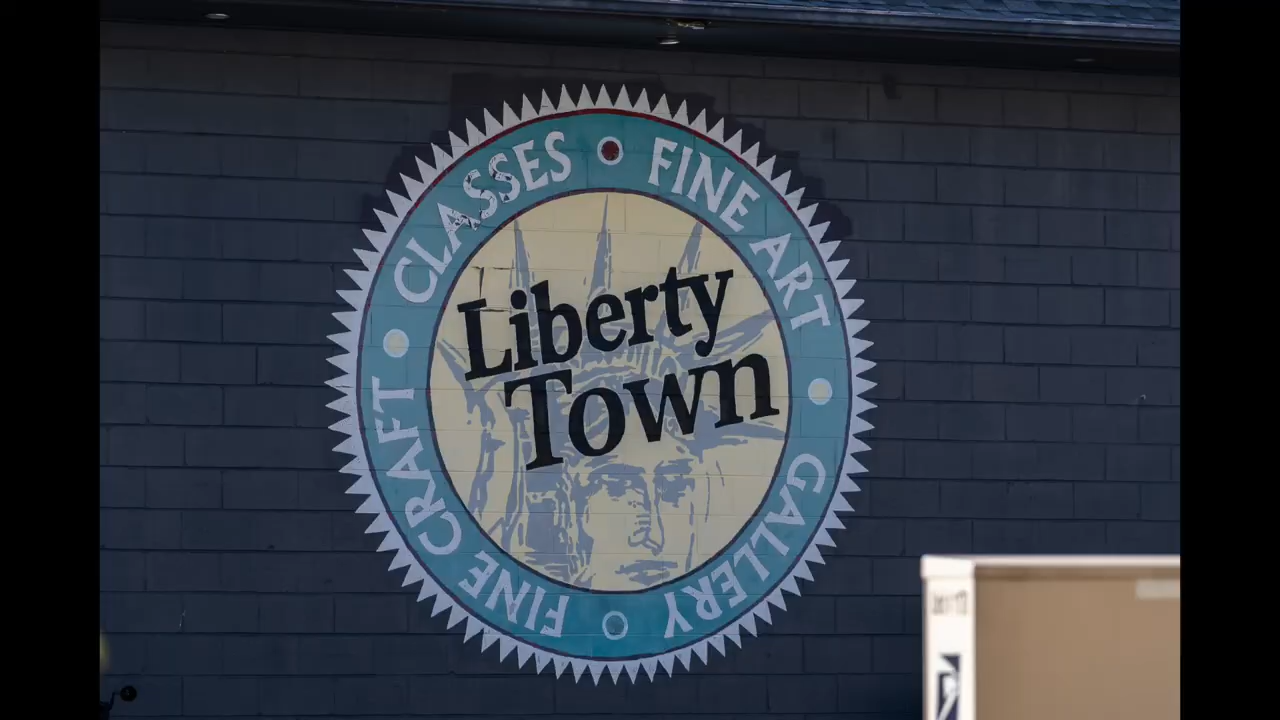 CLASSES • FINE ART • GALLERY • FINE CRAFT •
Liberty
Town